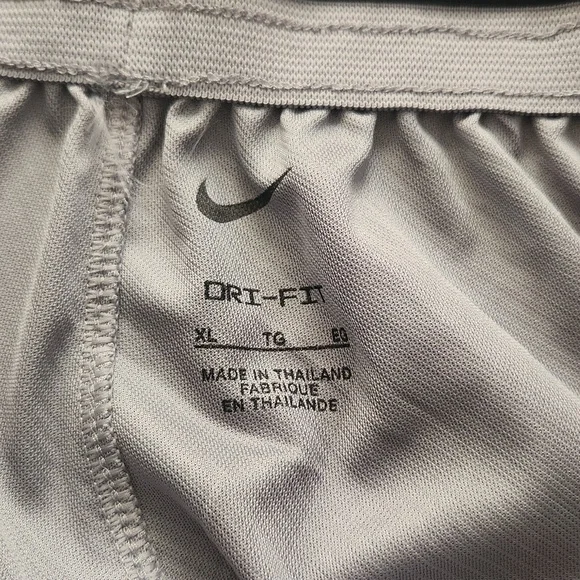 DRI-FIT
XL TG EG
MADE IN THAILAND
FABRIQUE
EN THAILANDE